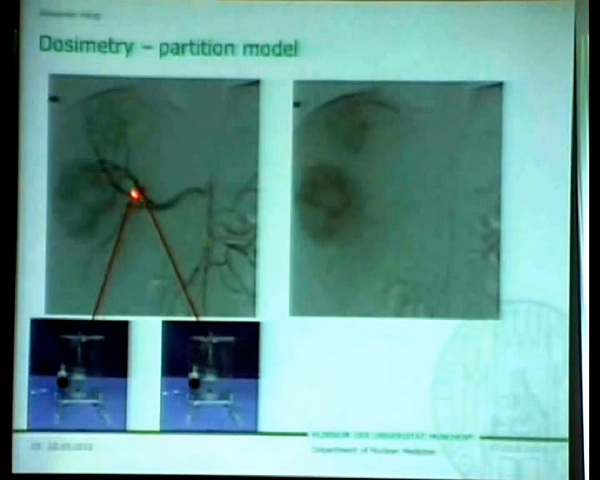 Dosimetry – partition model
KLINIKUM DER UNIVERSITÄT MÜNCHEN
Department of Nuclear Medicine